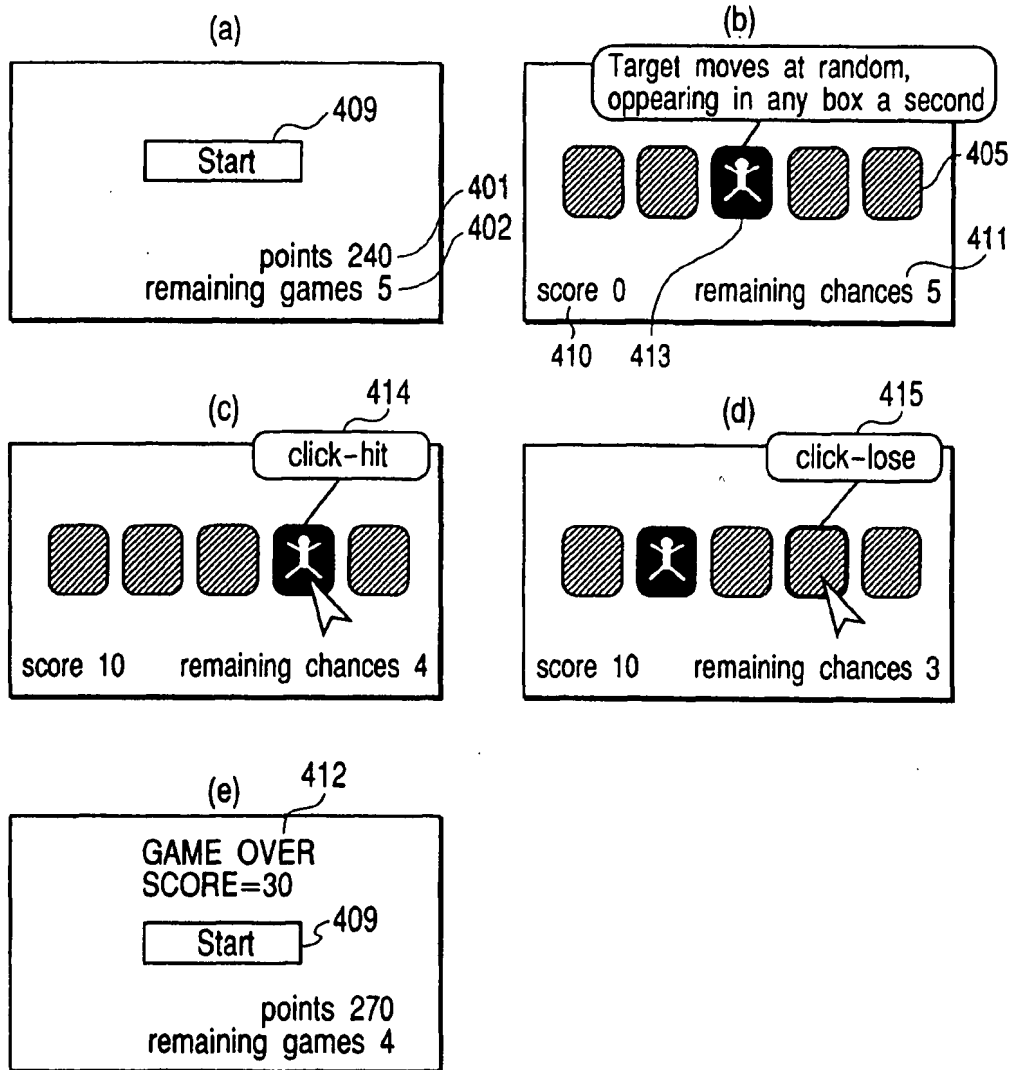 (a)
409
Start
401
402
points 240
remaining games 5
(b)
Target moves at random,
oppearing in any box a second
405
411
score 0 remaining chances 5
410 413
(c)
414
click-hit
score 10 remaining chances 4
(d)
415
click-lose
score 10 remaining chances 3
(e)
412
GAME OVER
SCORE=30
409
Start
points 270
remaining games 4